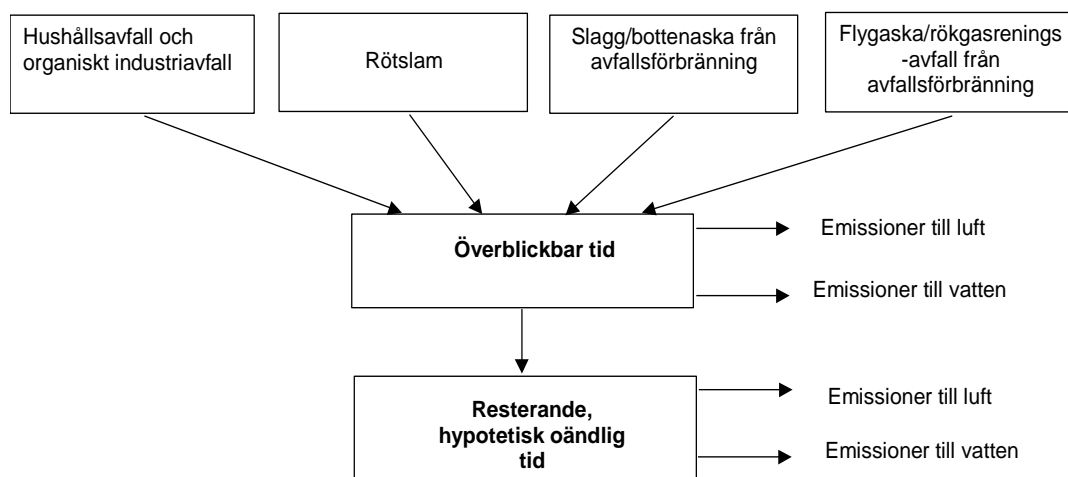 Hushållsavfall och
organiskt industriavfall
Rötslam
Slagg/bottenaska från
avfallsförbränning
Flygaska/rökgasrenings
-avfall från
avfallsförbränning
Överblickbar tid
Emissioner till luft
Emissioner till vatten
Resterande,
hypotetisk oändlig
tid
Emissioner till luft
Emissioner till vatten